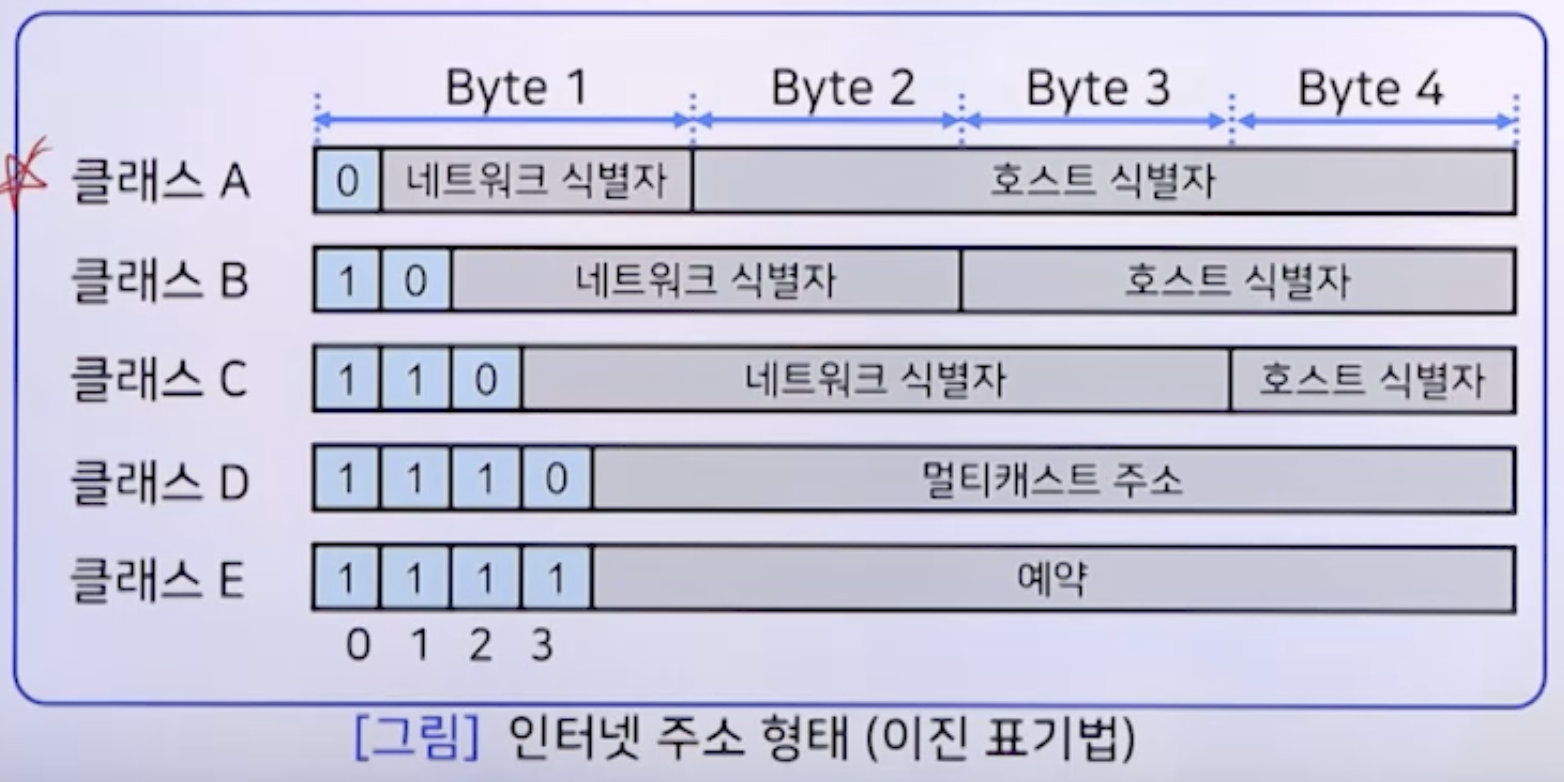 Byte 1 Byte 2 Byte 3 Byte 4
클래스 A 0 네트워크 식별자 호스트 식별자
클래스 B 1 0 네트워크 식별자 호스트 식별자
클래스 C 1 1 0 네트워크 식별자 호스트 식별자
클래스 D 1 1 1 0 멀티캐스트 주소
클래스 E 1 1 1 1 예약
0 1 2 3
[그림] 인터넷 주소 형태 (이진 표기법)